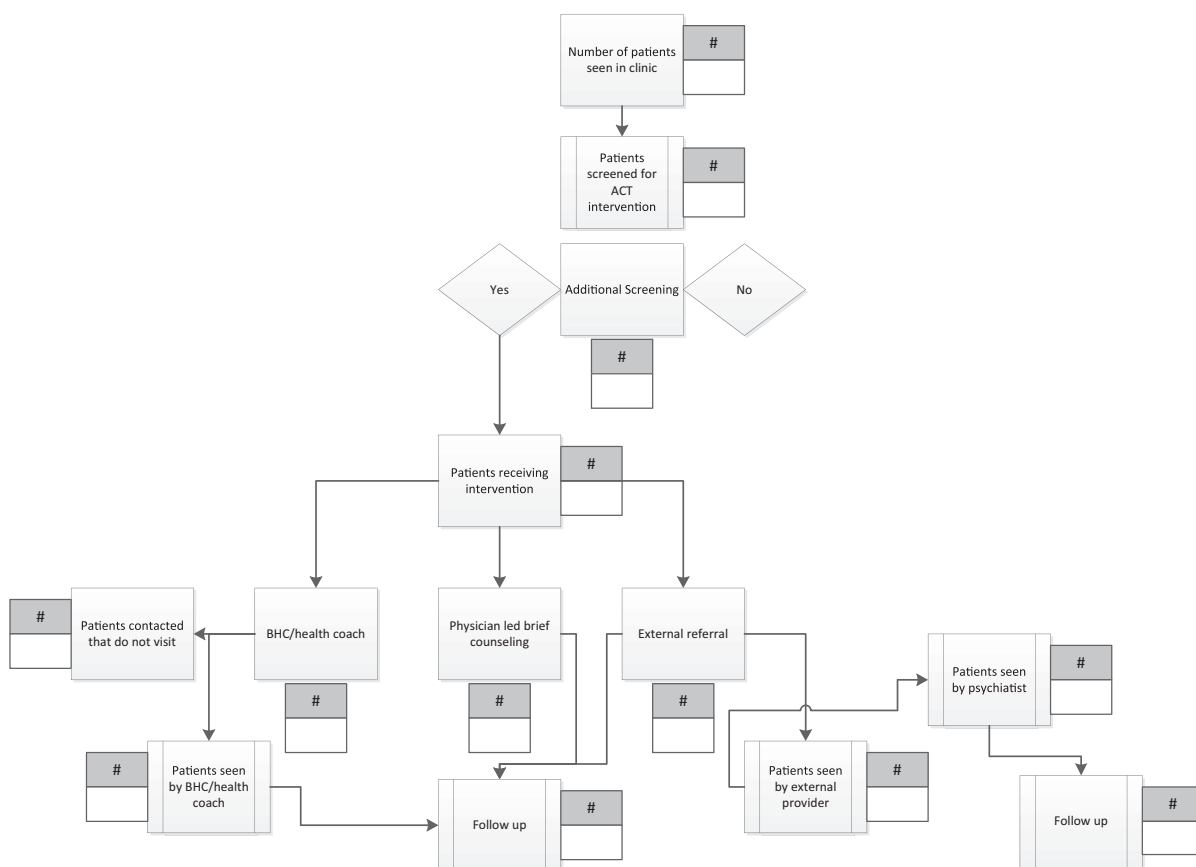 Number of patients
seen in clinic
#
Patients
screened for
ACT
intervention
#
Yes
Additional Screening
No
#
Patients receiving
intervention
#
#
Patients contacted
that do not visit
BHC/health coach
Physician led brief
counseling
External referral
Patients seen
by psychiatist
#
#
#
#
#
Patients seen
by BHC/health
coach
Patients seen
by external
provider
#
Follow up
#
Follow up
#